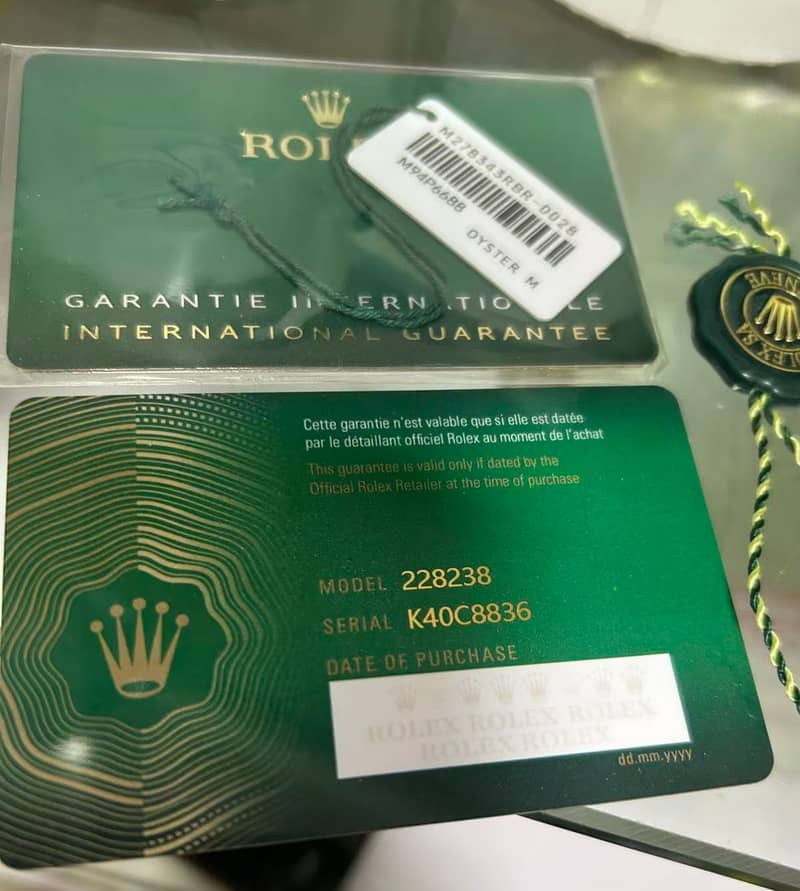 M278343RBR-0028
M94P6688
OYSTER M
GARANTIE
INTERNATIONAL GUARANTEE
ROLEX SA
Cette garantie n'est valable que si elle est datée
par le détaillant officiel Rolex au moment de l'achat
This guarantee is valid only if dated by the
Official Rolex Retailer at the time of purchase
MODEL 228238
SERIAL K40C8836
DATE OF PURCHASE
ROLEX ROLEX ROLEX
ROLEX ROLEX
dd.mm.yyyy